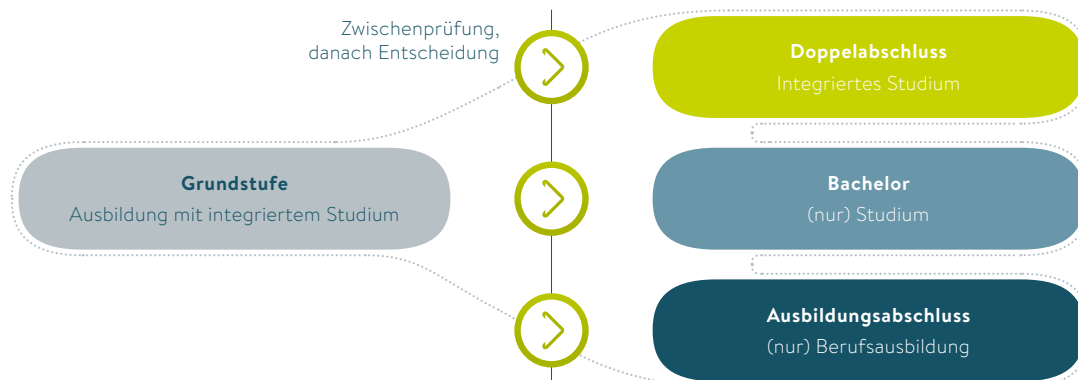 Zwischenprüfung,
danach Entscheidung
Doppelabschluss
Integriertes Studium
Grundstufe
Ausbildung mit integriertem Studium
Bachelor
(nur) Studium
Ausbildungsabschluss
(nur) Berufsausbildung